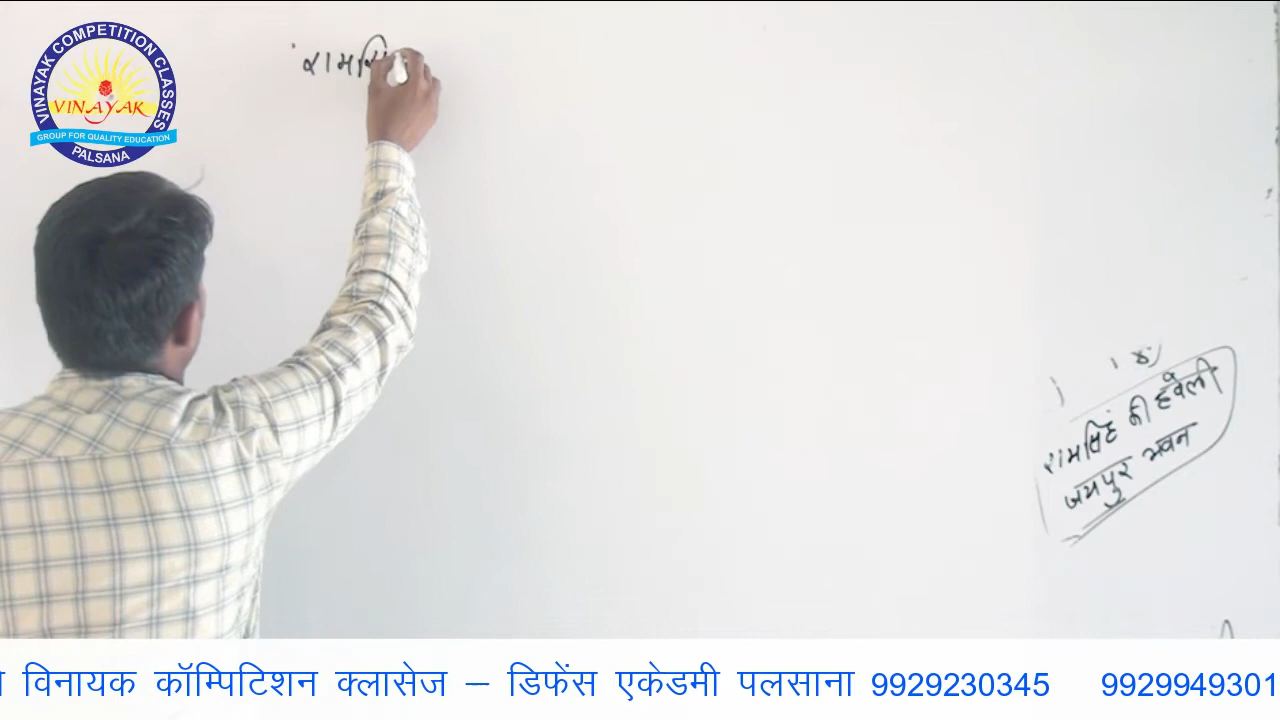 VINAYAK COMPETITION CLASSES
VINAYAK
GROUP FOR QUALITY EDUCATION
PALSANA
रामसि
रामसिहं की हवेली
जयपुर भवन
विनायक कॉम्पिटिशन क्लासेज – डिफेंस एकेडमी पलसाना 9929230345 9929949301